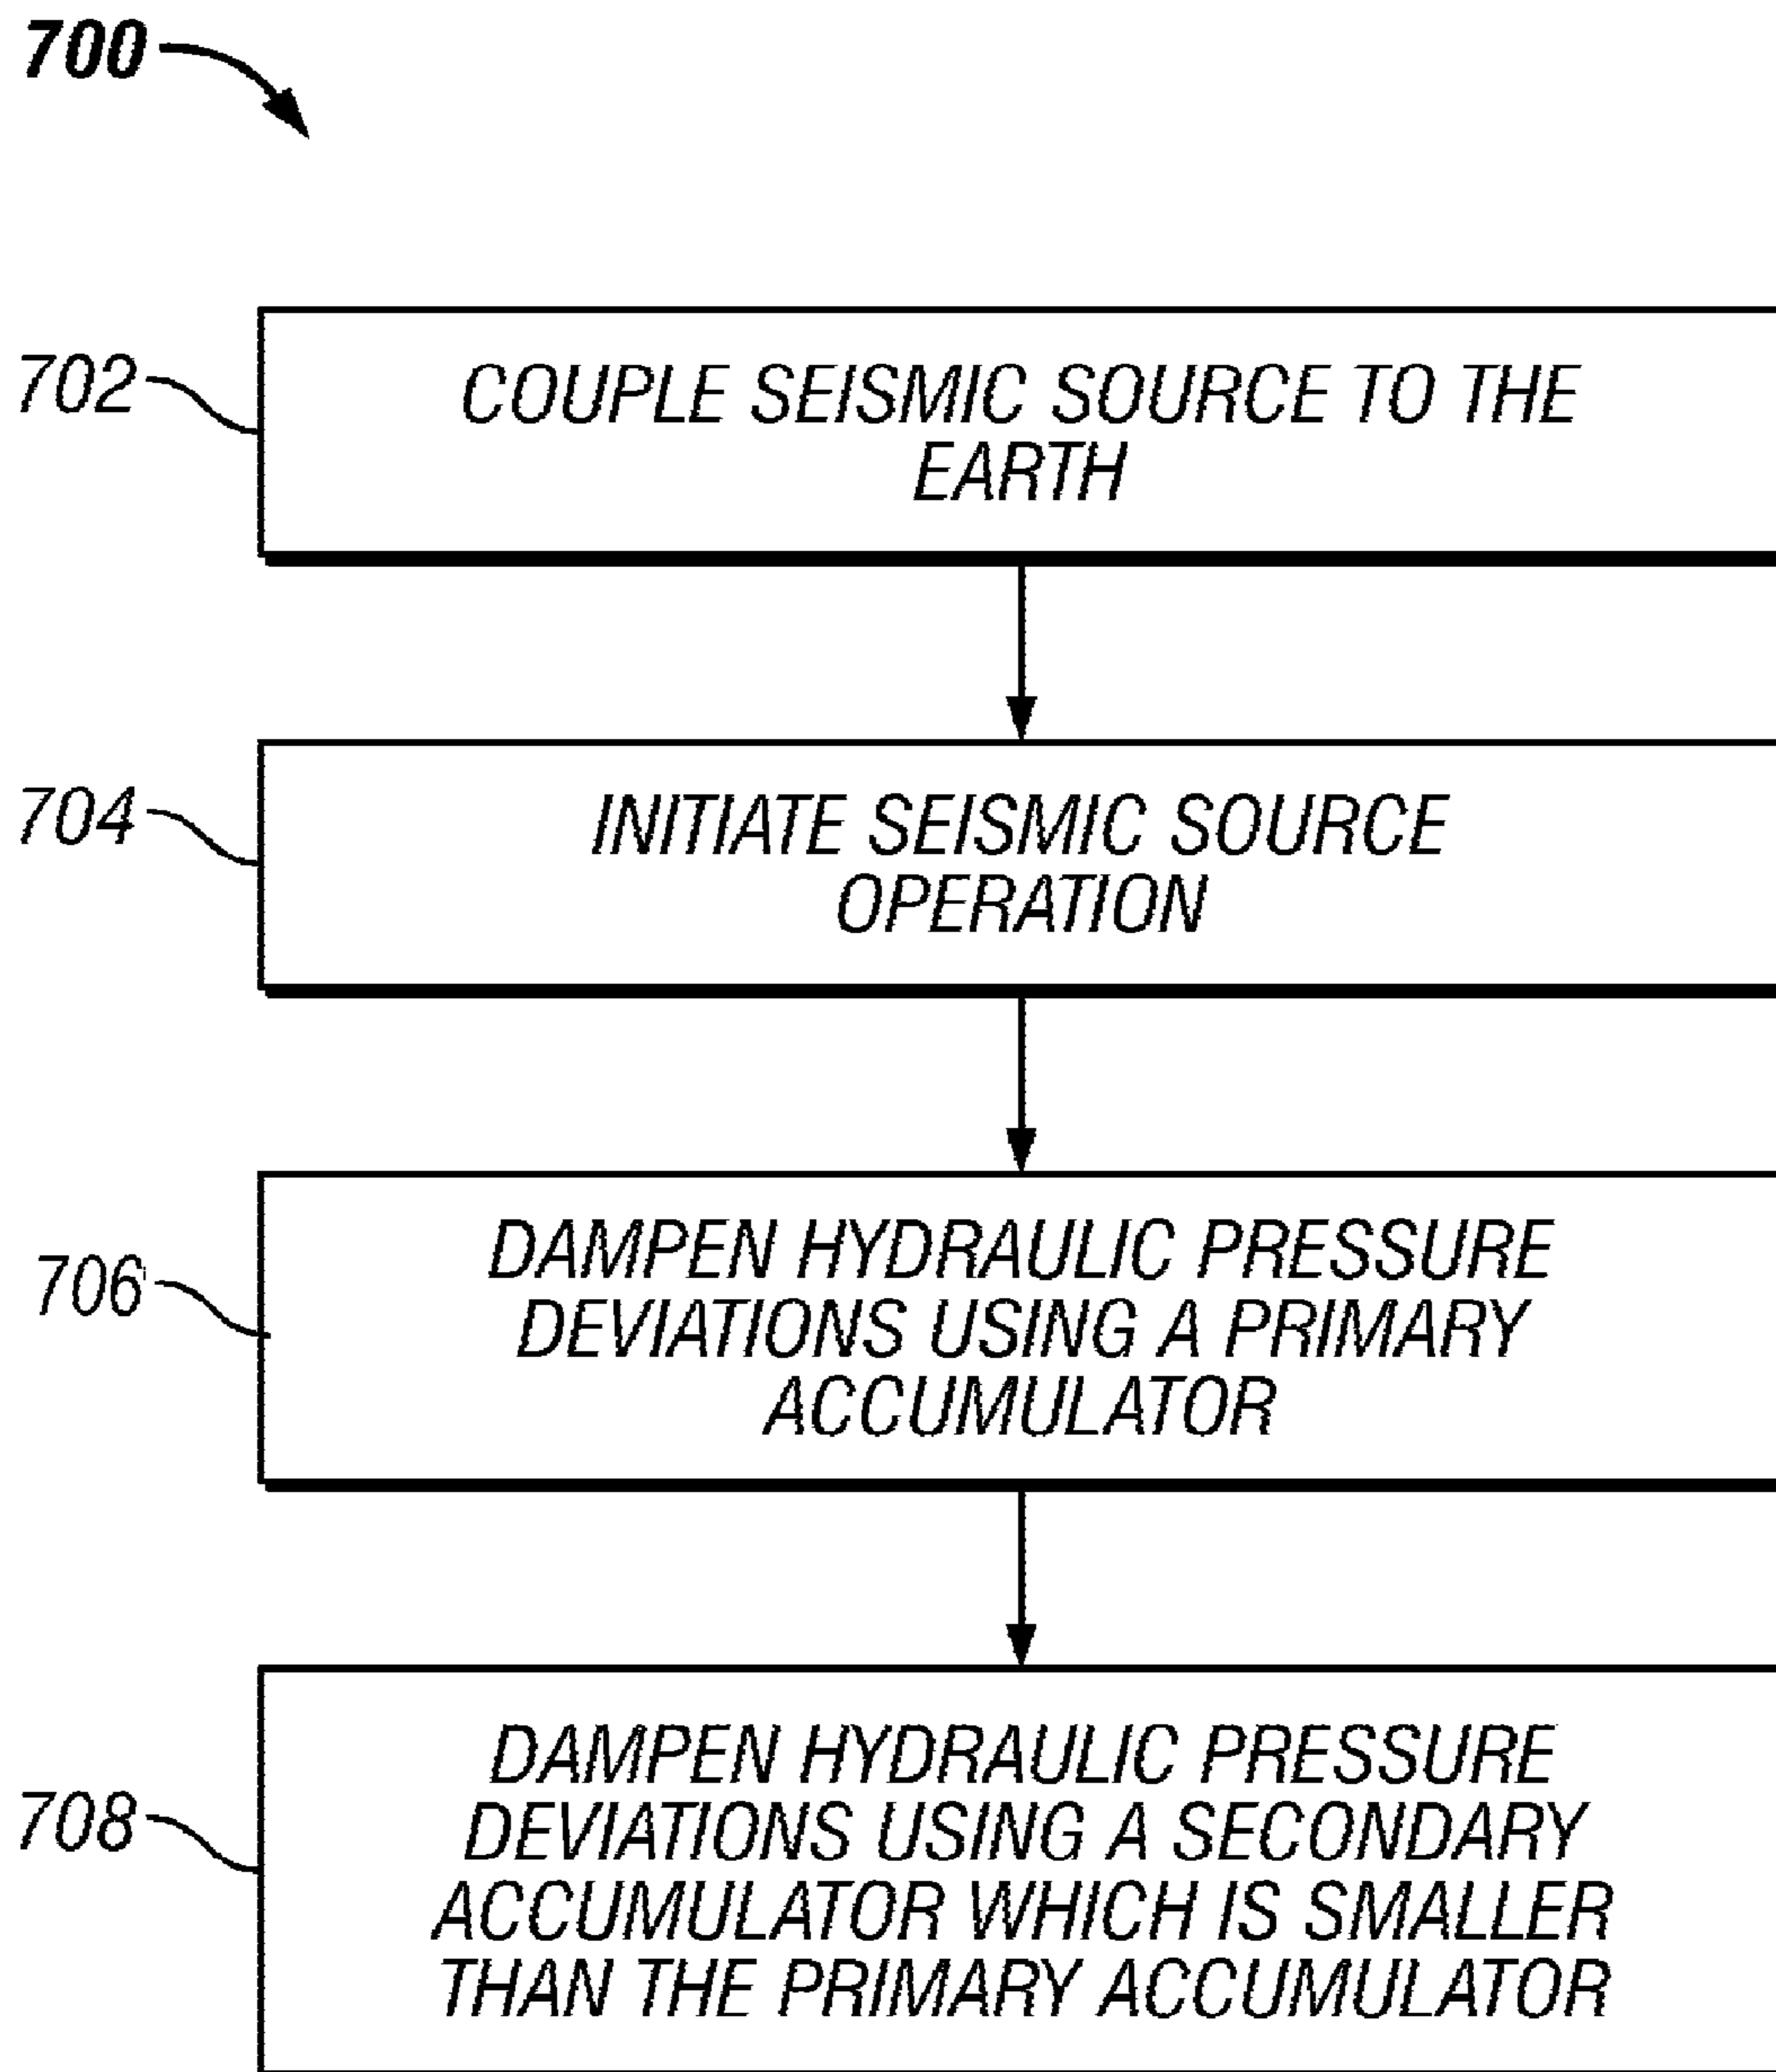 700
702
COUPLE SEISMIC SOURCE TO THE
EARTH
704
INITIATE SEISMIC SOURCE
OPERATION
706
DAMPEN HYDRAULIC PRESSURE
DEVIATIONS USING A PRIMARY
ACCUMULATOR
708
DAMPEN HYDRAULIC PRESSURE
DEVIATIONS USING A SECONDARY
ACCUMULATOR WHICH IS SMALLER
THAN THE PRIMARY ACCUMULATOR